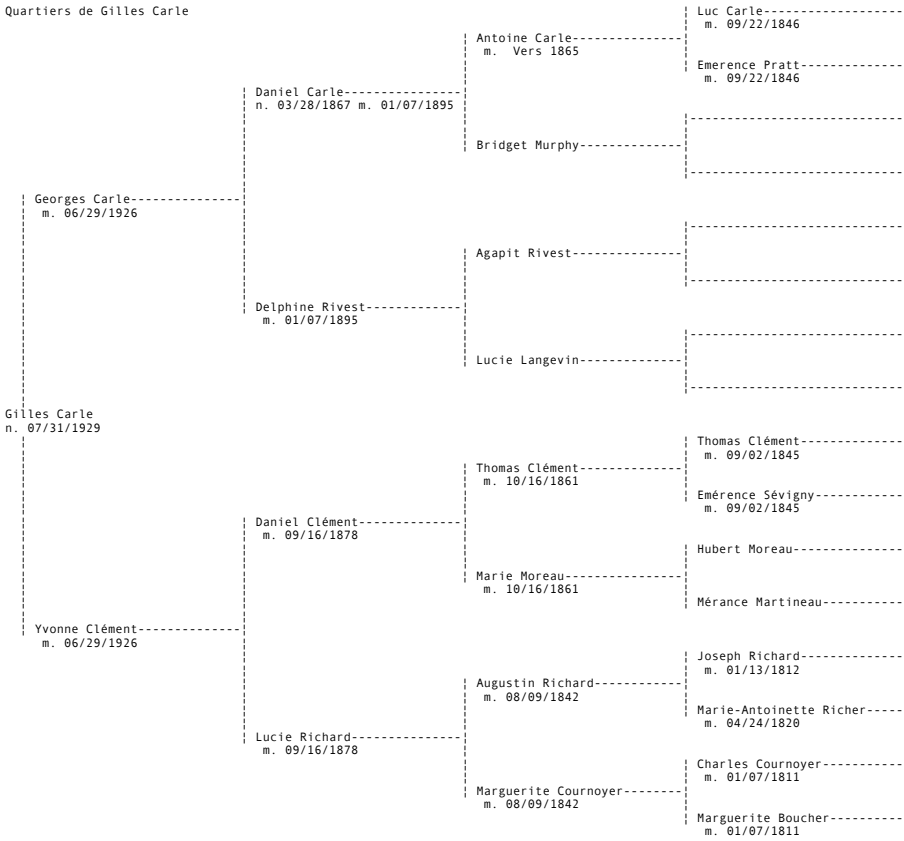 Quartiers de Gilles Carle
Luc Carle
m. 09/22/1846
Antoine Carle
m. Vers 1865
Emerence Pratt
m. 09/22/1846
Daniel Carle
n. 03/28/1867 m. 01/07/1895
Bridget Murphy
Georges Carle
m. 06/29/1926
Agapit Rivest
Delphine Rivest
m. 01/07/1895
Lucie Langevin
Gilles Carle
n. 07/31/1929
Thomas Clément
m. 09/02/1845
Thomas Clément
m. 10/16/1861
Emérence Sévigny
m. 09/02/1845
Daniel Clément
m. 09/16/1878
Hubert Moreau
Marie Moreau
m. 10/16/1861
Mérance Martineau
Yvonne Clément
m. 06/29/1926
Joseph Richard
m. 01/13/1812
Augustin Richard
m. 08/09/1842
Marie-Antoinette Richer
m. 04/24/1820
Lucie Richard
m. 09/16/1878
Charles Cournoyer
m. 01/07/1811
Marguerite Cournoyer
m. 08/09/1842
Marguerite Boucher
m. 01/07/1811